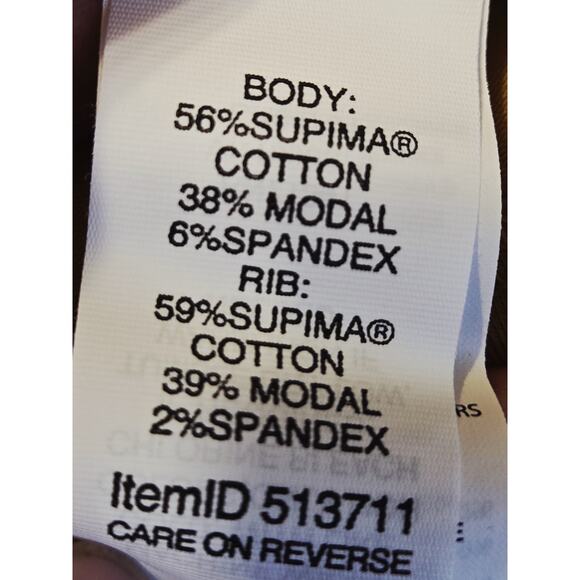 BODY:
56%SUPIMA®
COTTON
38% MODAL
6%SPANDEX
RIB:
59%SUPIMA®
COTTON
39% MODAL
2%SPANDEX
ItemID 513711
CARE ON REVERSE
RS